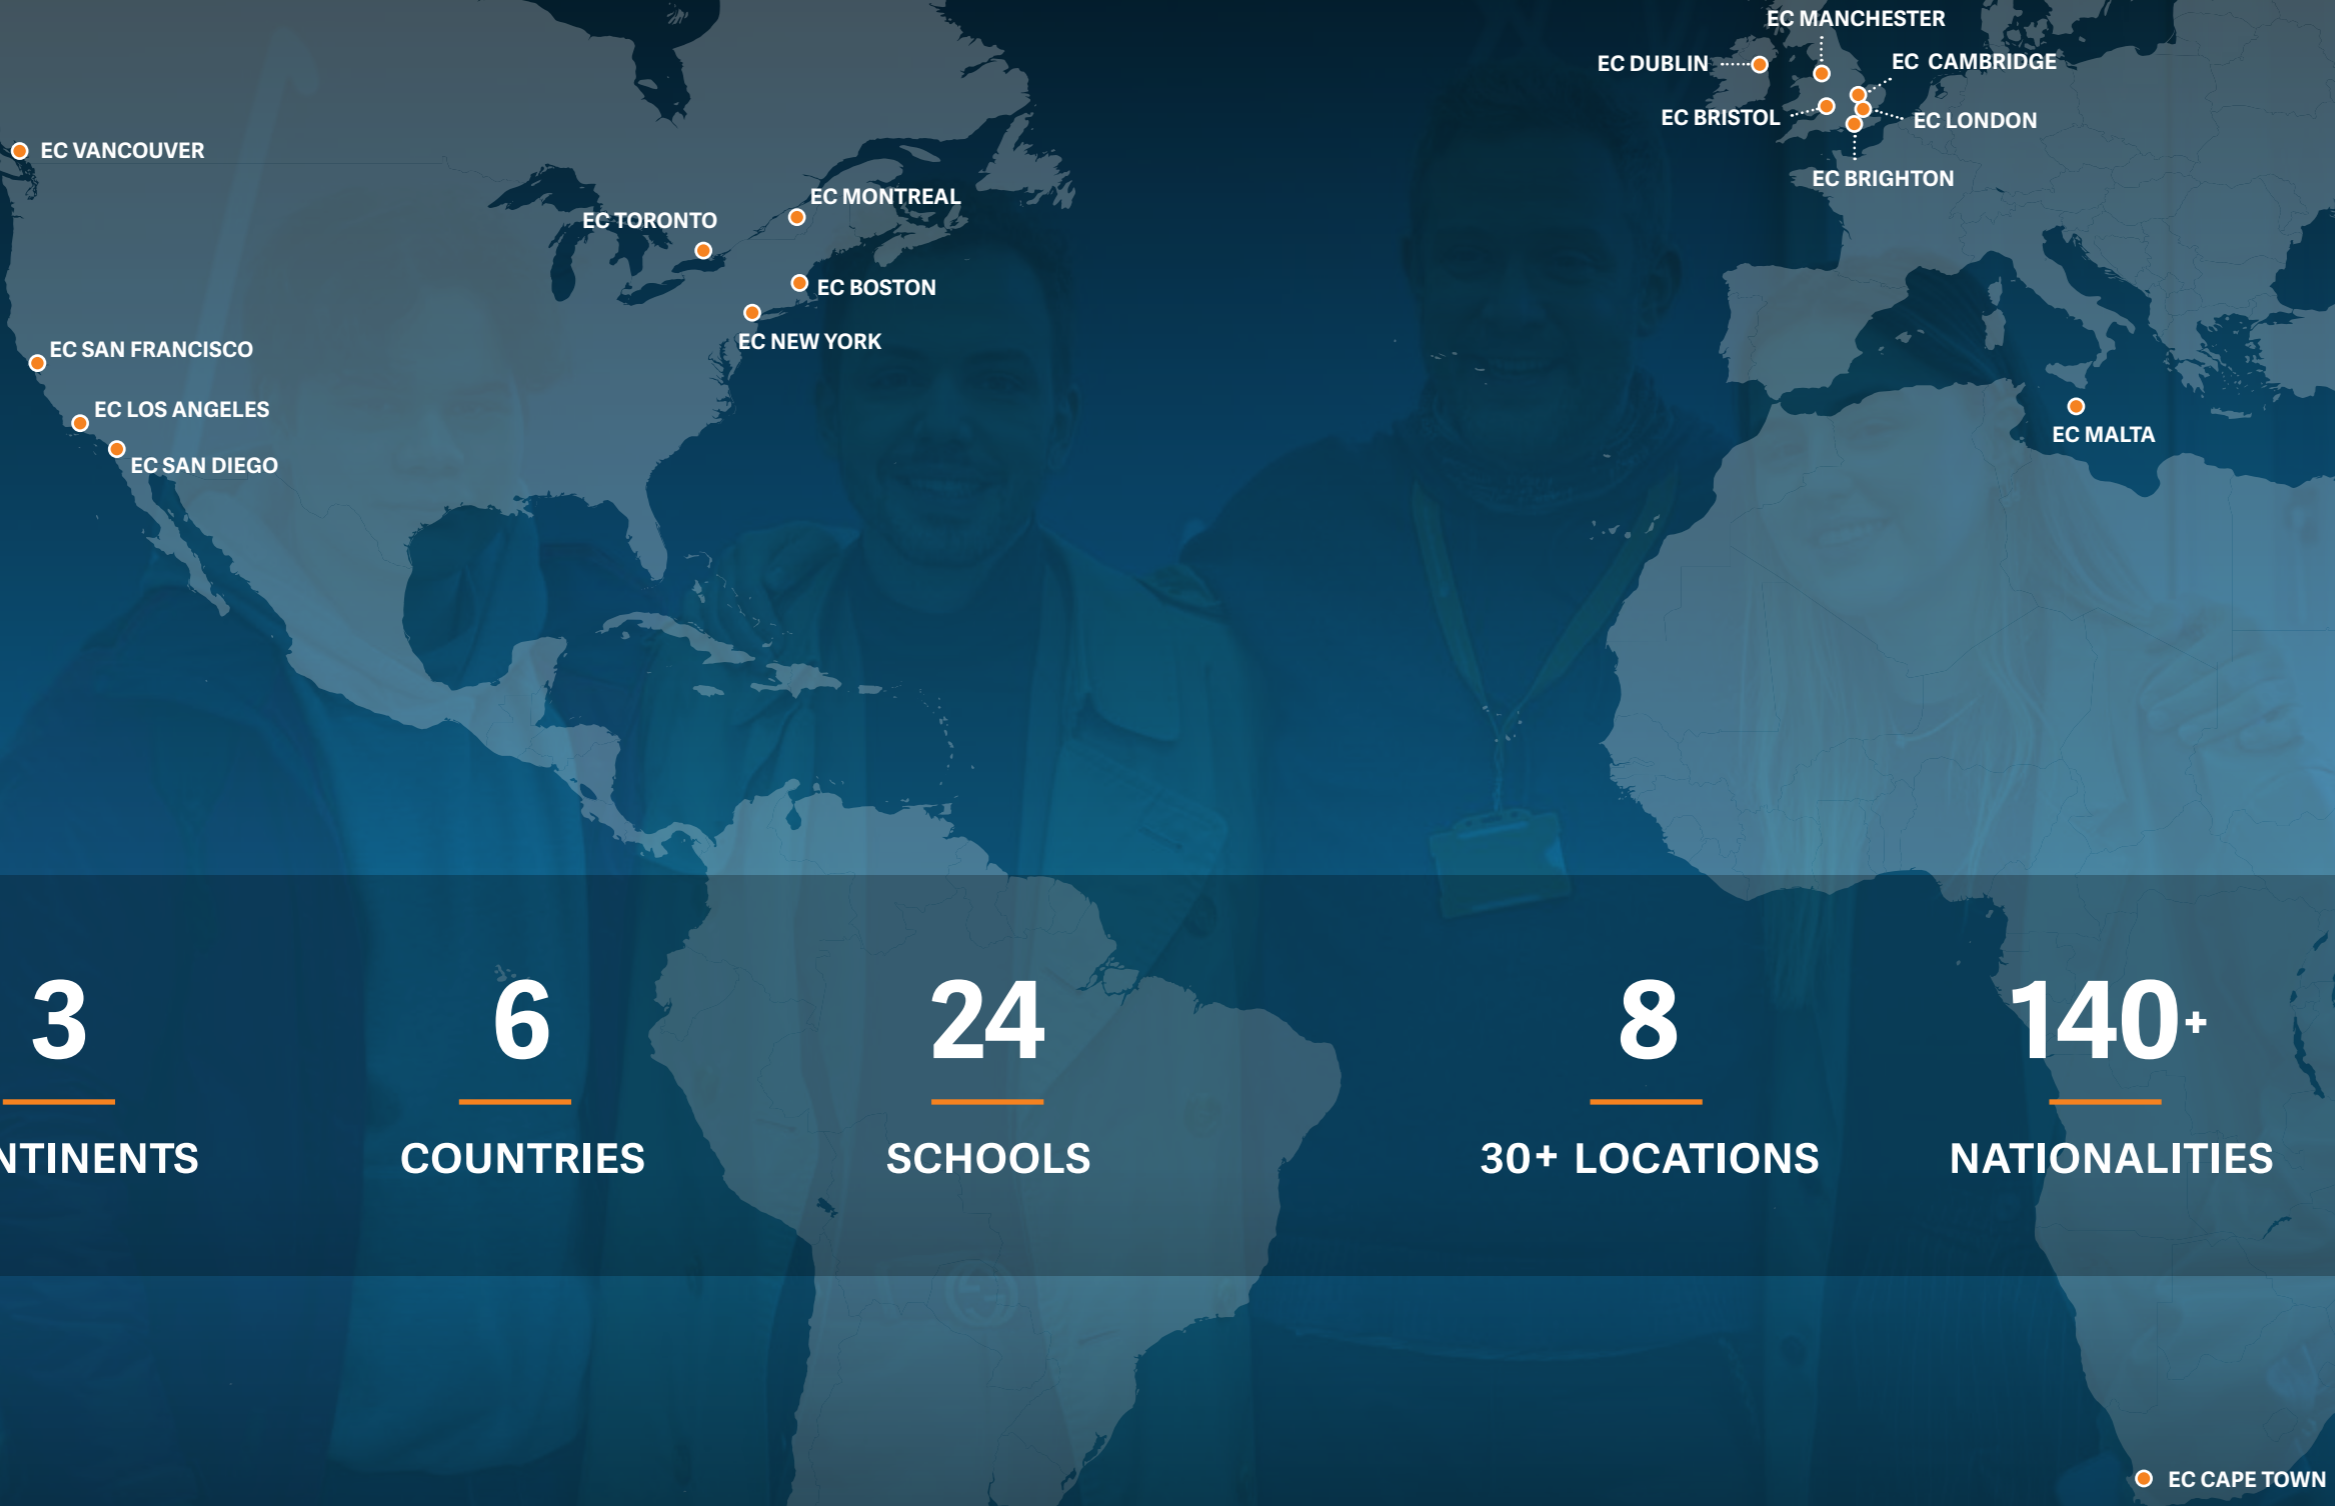 EC MANCHESTER
EC DUBLIN
EC  CAMBRIDGE
EC BRISTOL
EC LONDON
EC VANCOUVER
EC BRIGHTON
EC MONTREAL
EC TORONTO
EC BOSTON
EC NEW YORK
EC SAN FRANCISCO
EC LOS ANGELES
EC MALTA
EC SAN DIEGO
3
NTINENTS
6
COUNTRIES
24
SCHOOLS
8
30+ LOCATIONS
140+
NATIONALITIES
EC CAPE TOWN